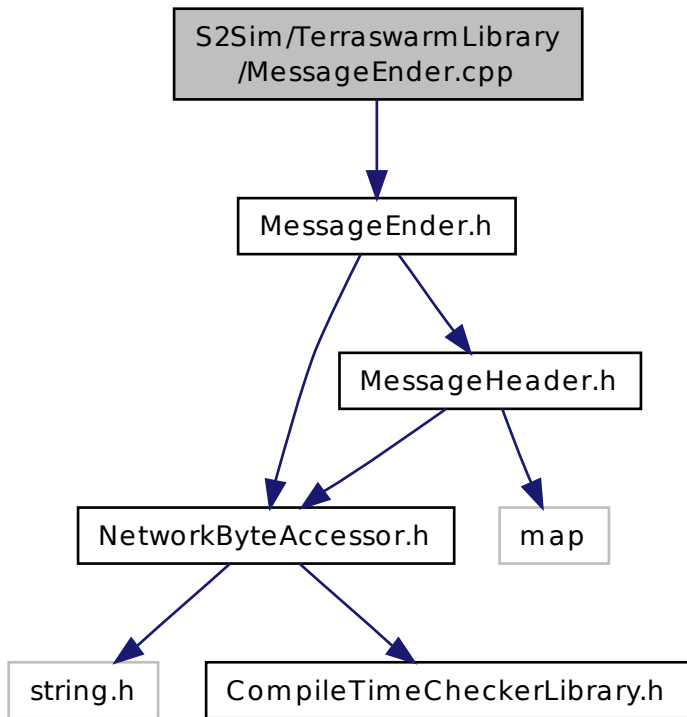 S2Sim/TerraswarmLibrary
/MessageEnder.cpp
MessageEnder.h
MessageHeader.h
NetworkByteAccessor.h
map
string.h
CompileTimeCheckerLibrary.h